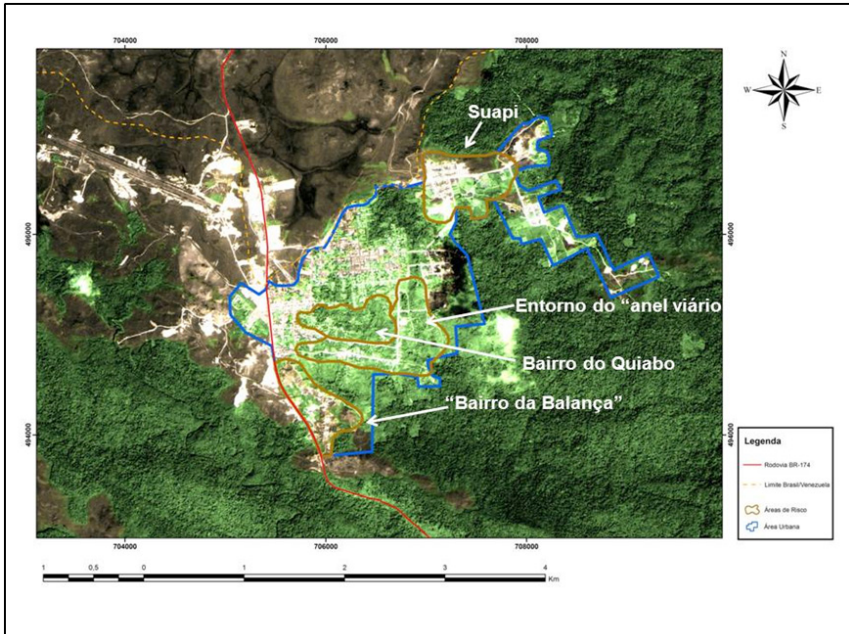 704000 706000 708000
N
W E
S
Suapi
496000 496000
Entorno do “anel viário
Bairro do Quiabo
“Bairro da Balança”
494000 494000
Legenda
Rodovia BR-174
Limite Brasil/Venezuela
Áreas de Risco
Área Urbana
704000 706000 708000
1 0,5 0 1 2 3 4
Km